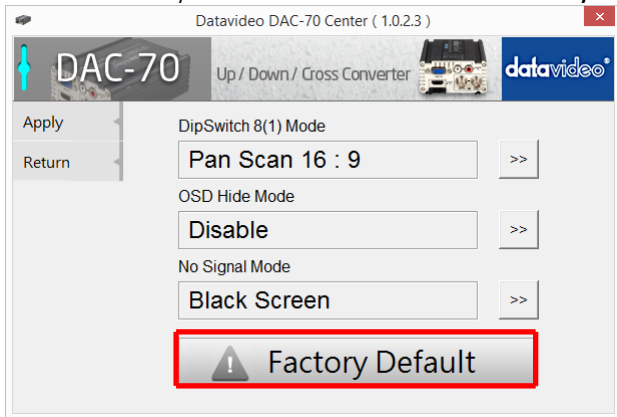 Datavideo DAC-70 Center ( 1.0.2.3 )
DAC-70
Up / Down / Cross Converter
datavideo®
Apply
Return
DipSwitch 8(1) Mode
Pan Scan 16 : 9
>>
OSD Hide Mode
Disable
>>
No Signal Mode
Black Screen
>>
Factory Default